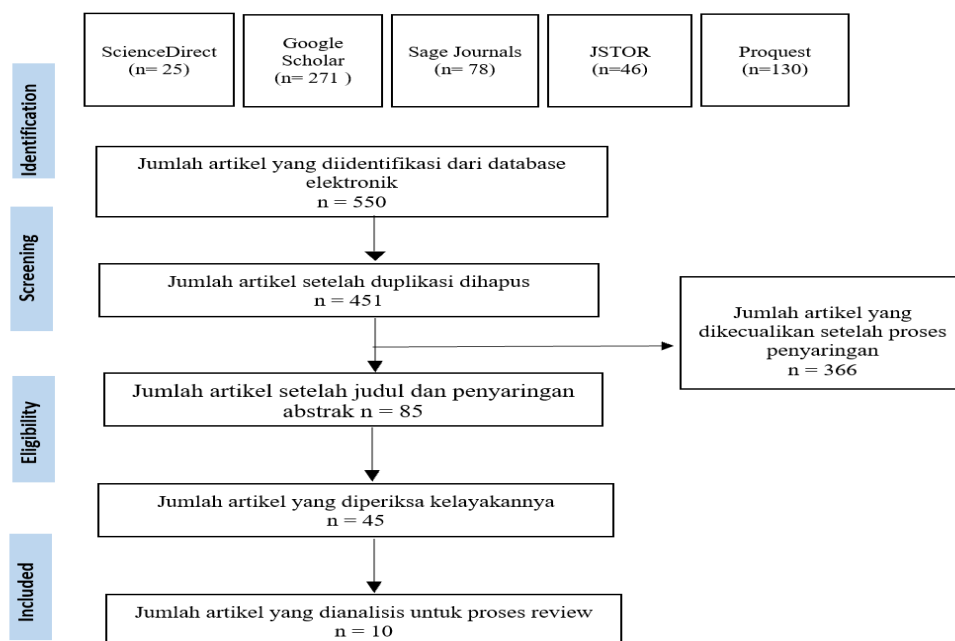 ScienceDirect
(n= 25)
Google
Scholar
(n= 271 )
Sage Journals
(n= 78)
JSTOR
(n=46)
Proquest
(n=130)
Identification
Jumlah artikel yang diidentifikasi dari database
elektronik
n = 550
Screening
Jumlah artikel setelah duplikasi dihapus
n = 451
Jumlah artikel yang
dikecualikan setelah proses
penyaringan
n = 366
Eligibility
Jumlah artikel setelah judul dan penyaringan
abstrak n = 85
Jumlah artikel yang diperiksa kelayakannya
n = 45
Included
Jumlah artikel yang dianalisis untuk proses review
n = 10